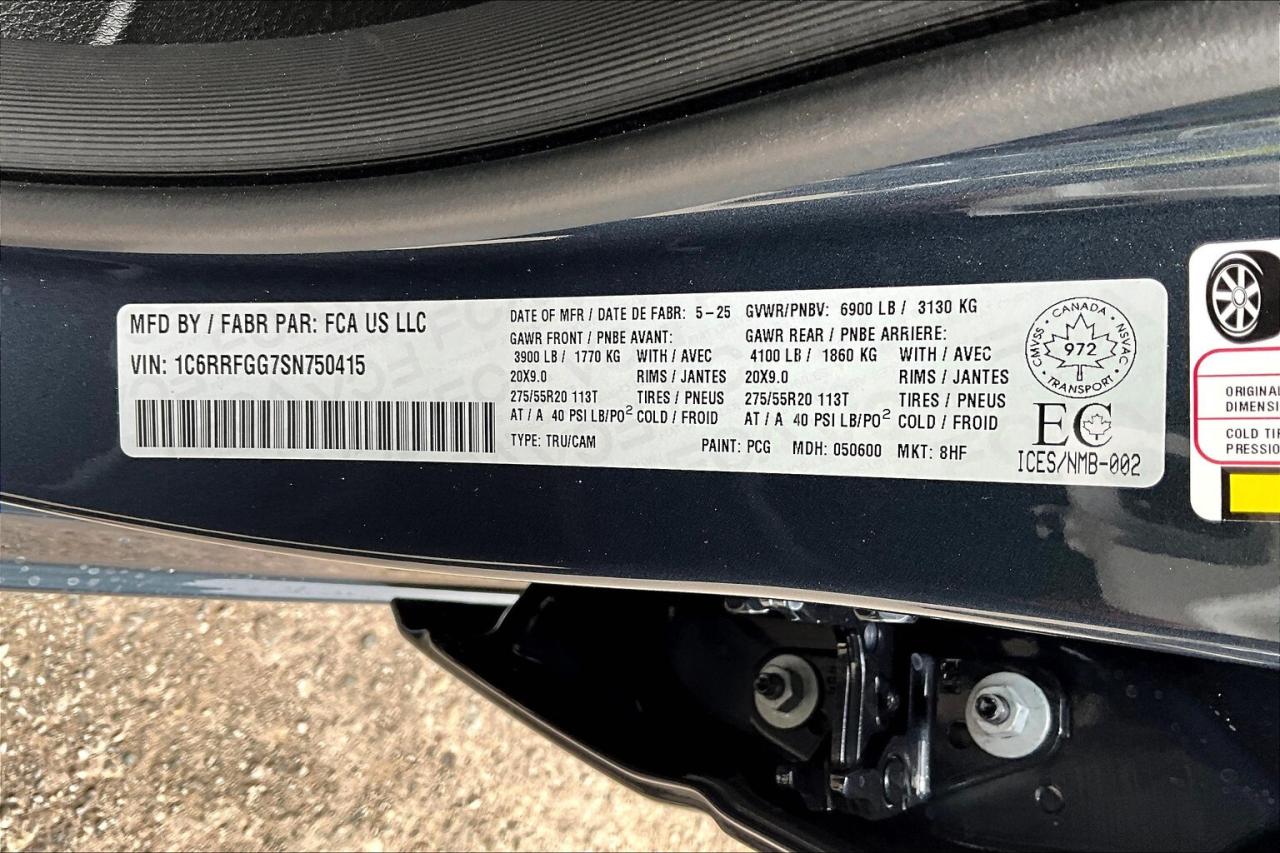 MFD BY / FABR PAR: FCA US LLC
VIN: 1C6RRFGG7SN750415
DATE OF MFR / DATE DE FABR: 5-25 GVWR/PNBV: 6900 LB / 3130 KG
GAWR FRONT / PNBE AVANT: GAWR REAR / PNBE ARRIERE:
3900 LB / 1770 KG WITH / AVEC 4100 LB / 1860 KG WITH / AVEC
20X9.0 RIMS / JANTES 20X9.0 RIMS / JANTES
275/55R20 113T TIRES / PNEUS 275/55R20 113T TIRES / PNEUS
AT / A 40 PSI LB/PO² COLD / FROID AT / A 40 PSI LB/PO² COLD / FROID
TYPE: TRU/CAM PAINT: PCG MDH: 050600 MKT: 8HF
CANADA
CMVSS 972 NSVAC
TRANSPORT
EC
ICES/NMB-002
ORIGINA
DIMENSI
COLD TI
PRESSIO